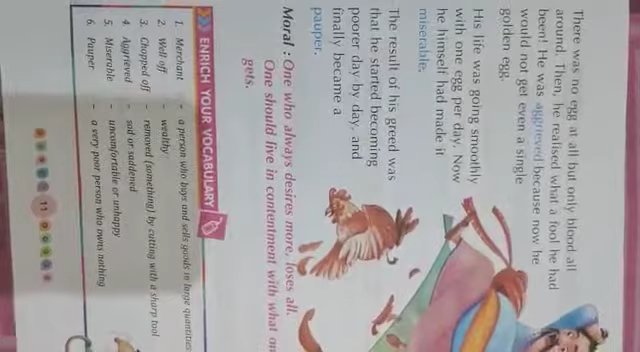 There was no egg at all but only blood all
around. Then, he realised what a fool he had
been! He was aggrieved because now he
would not get even a single
golden egg.
His life was going smoothly
with one egg per day. Now
he himself had made it
miserable.
The result of his greed was
that he started becoming
poorer day by day, and
finally became a
pauper.
Moral : One who always desires more, loses all.
One should live in contentment with what on
gets.
ENRICH YOUR VOCABULARY
1. Merchant - a person who buys and sells goods in large quantities
2. Well off - wealthy
3. Chopped off - removed (something) by cutting with a sharp tool
4. Aggrieved - sad or saddened
5. Miserable - uncomfortable or unhappy
6. Pauper - a very poor person who owns nothing
11